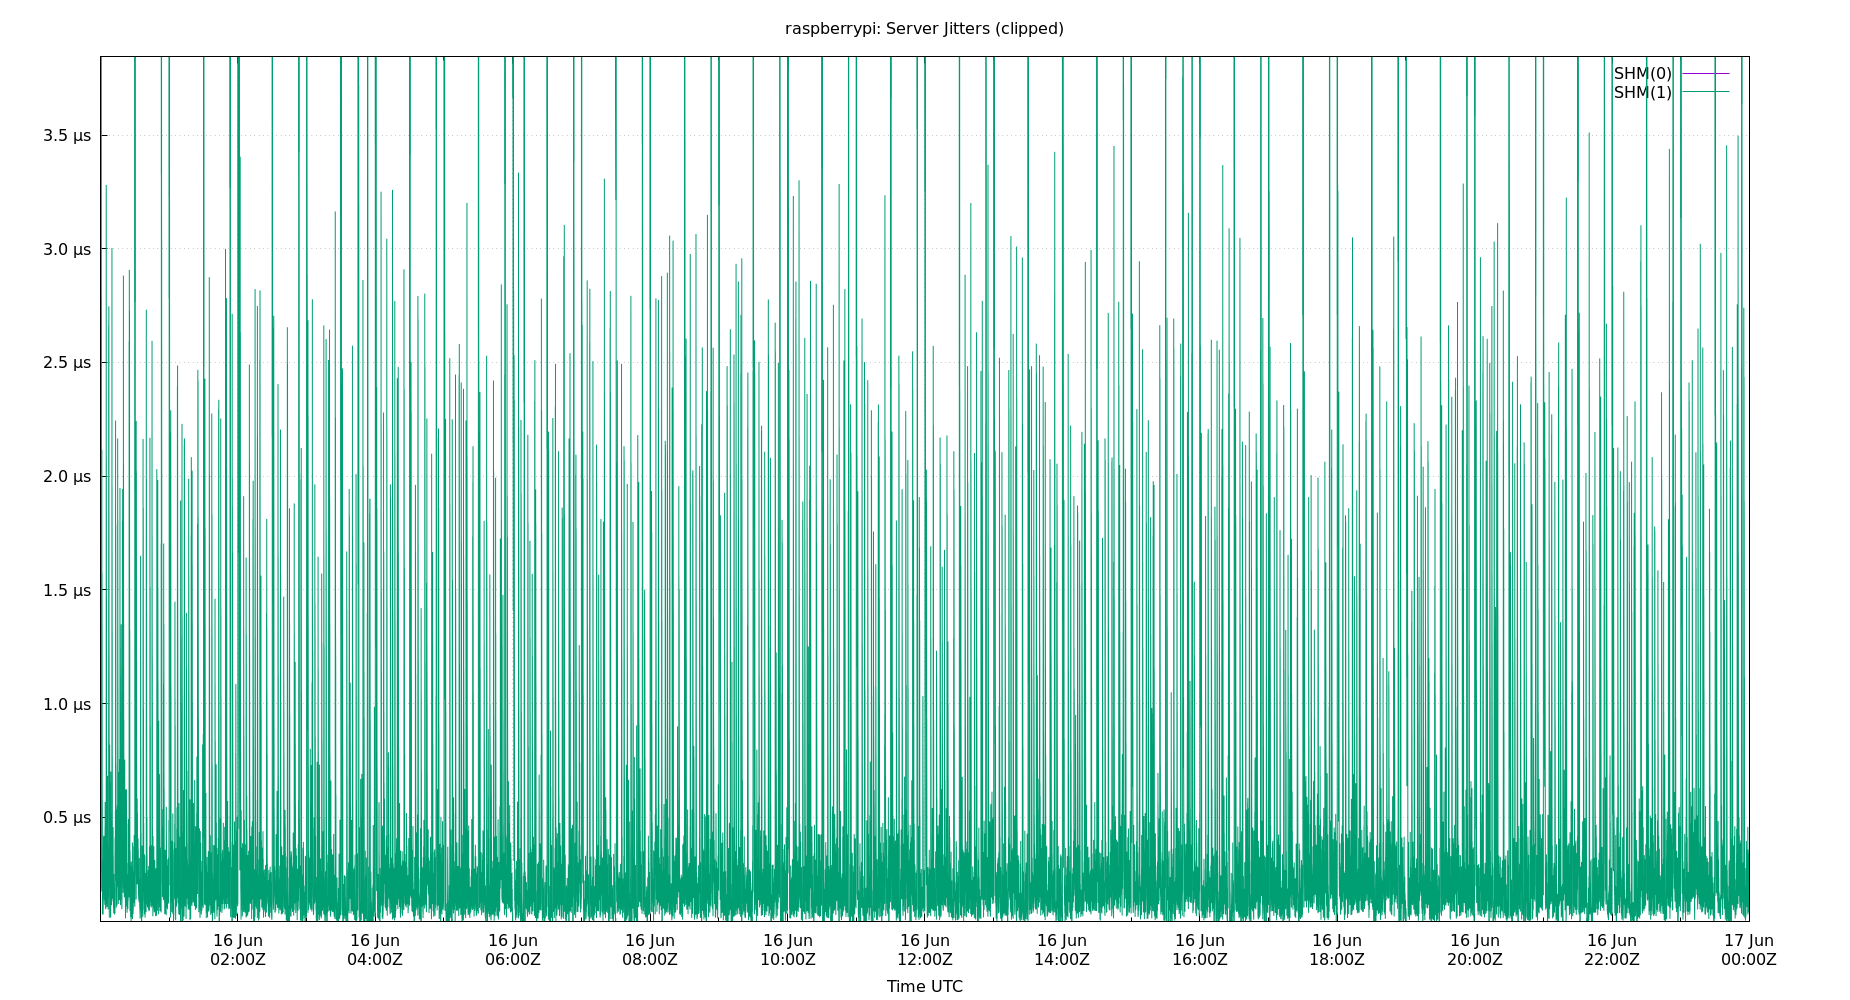 raspberrypi: Server Jitters (clipped)
SHM(0)
SHM(1)
3.5 μs
3.0 μs
2.5 μs
2.0 μs
1.5 μs
1.0 μs
0.5 μs
16 Jun 16 Jun 16 Jun 16 Jun 16 Jun 16 Jun 16 Jun 16 Jun 16 Jun 16 Jun 16 Jun 17 Jun
02:00Z 04:00Z 06:00Z 08:00Z 10:00Z 12:00Z 14:00Z 16:00Z 18:00Z 20:00Z 22:00Z 00:00Z
Time UTC